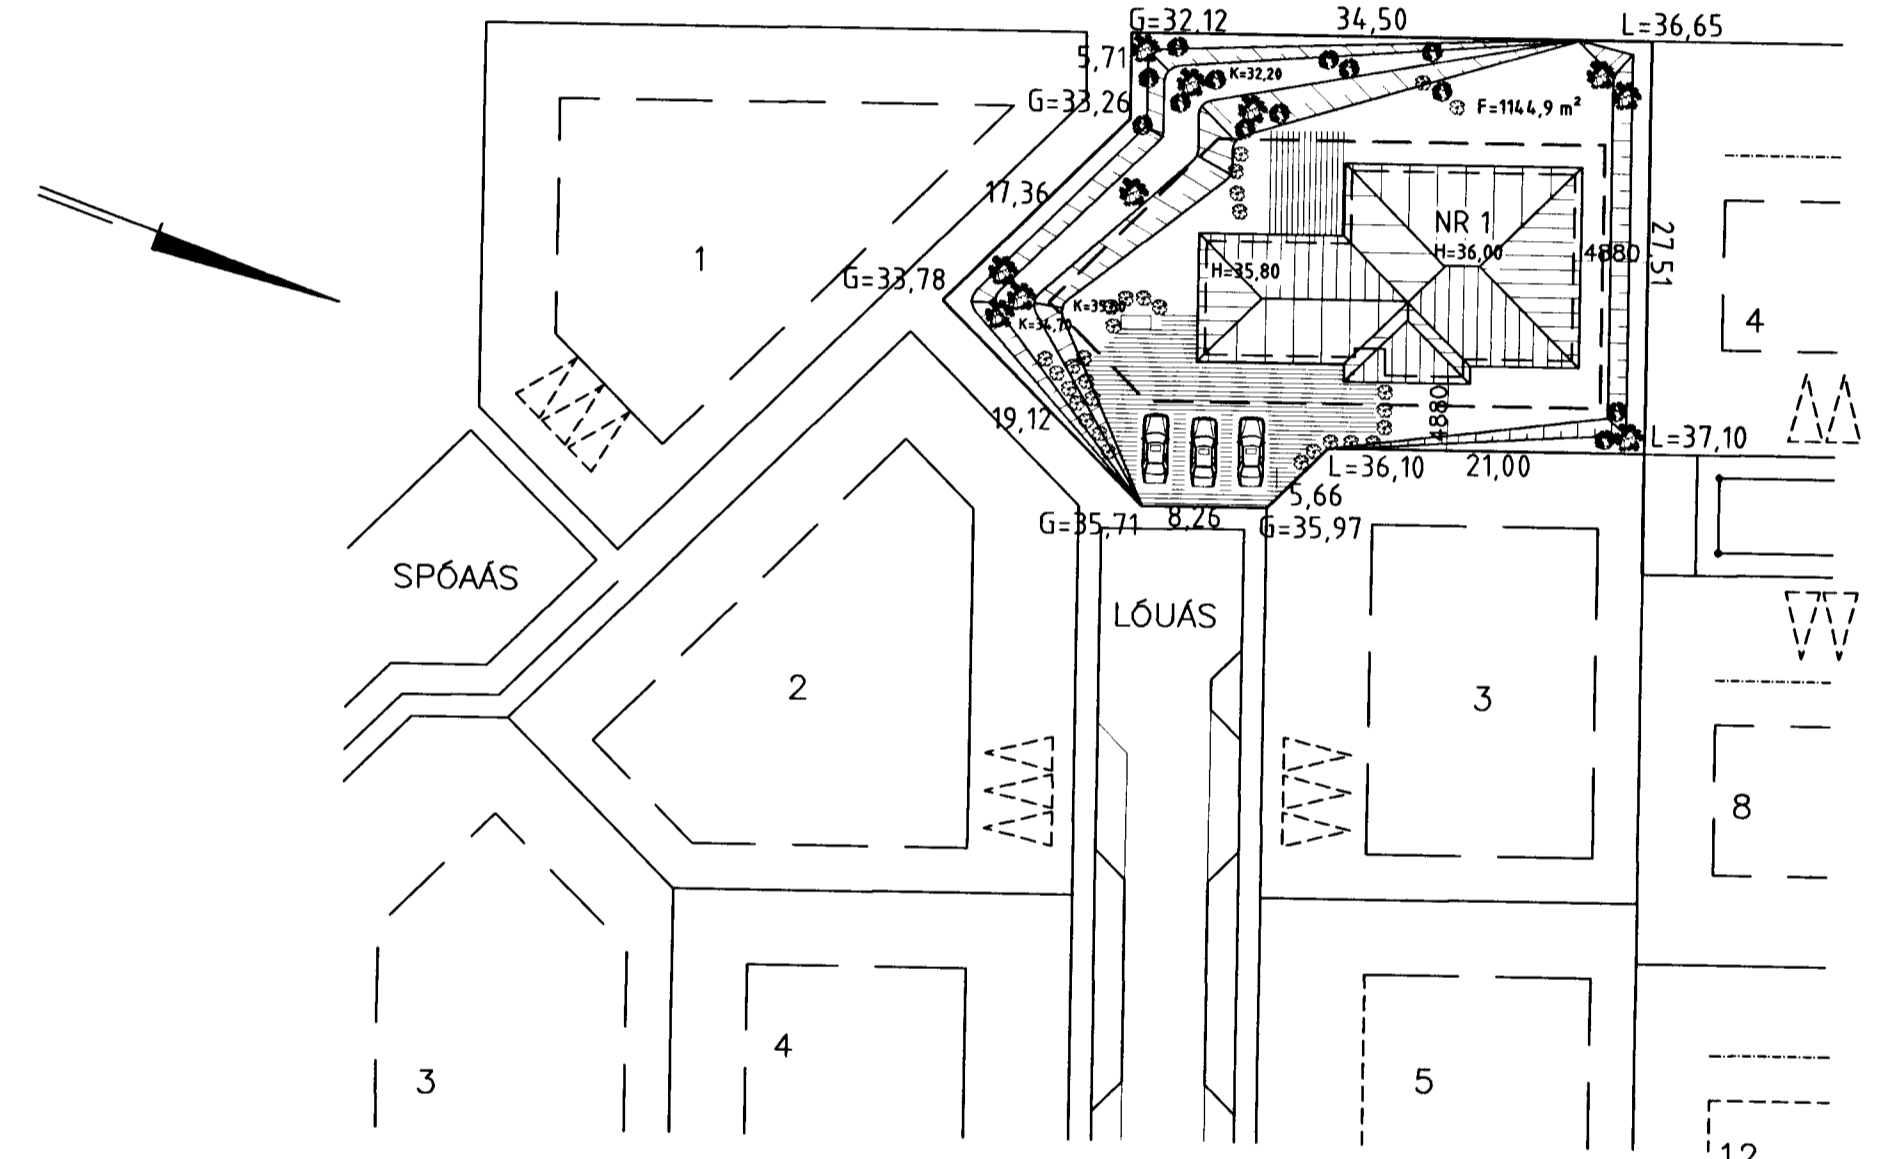 G=32,12 34,50 L=36,65
5,71
K=32,20
G=33,26
F=1144,9 m²
17,36
NR 1
H=36,00
4880
27,51
1
G=33,78
H=35,80
4
K=34,70
19,12
4880
L=37,10
L=36,10 21,00
5,66
G=35,71 8,26 G=35,97
SPÓAÁS
LÓUÁS
2
3
8
4
3
5
12